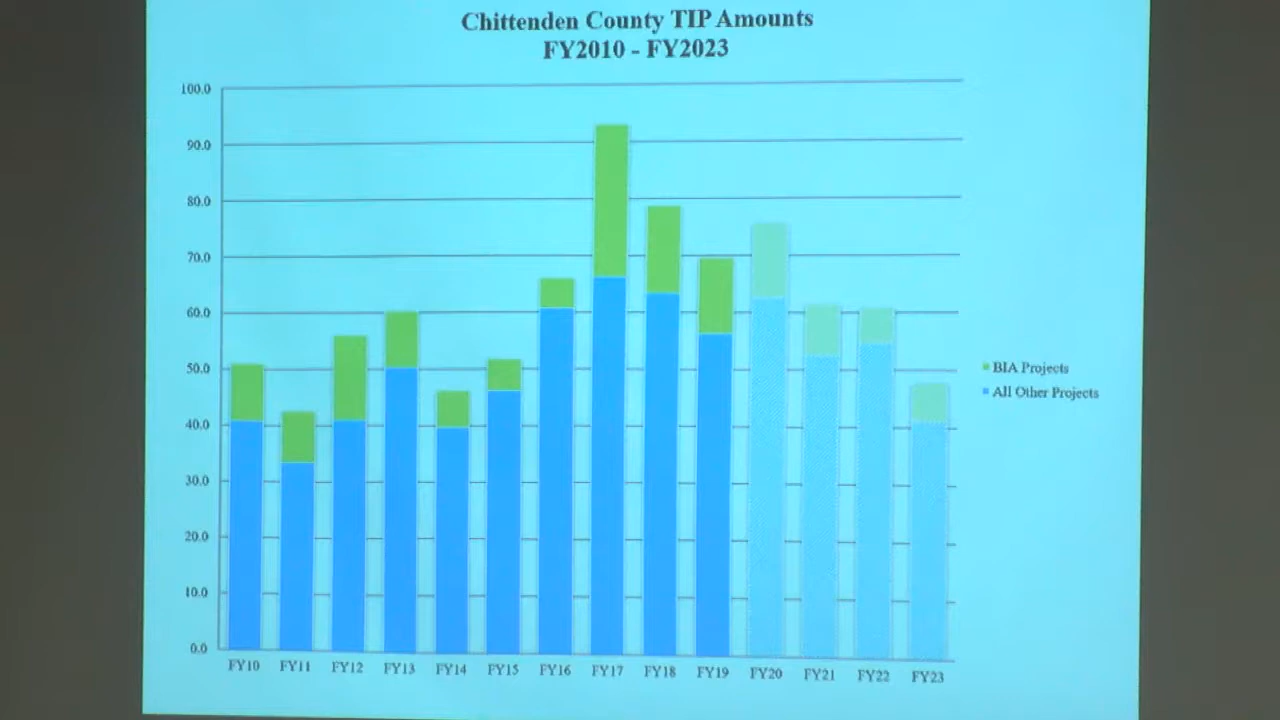 Chittenden County TIP Amounts
FY2010 - FY2023
100.0
90.0
80.0
70.0
60.0
50.0
40.0
30.0
20.0
10.0
0.0
BIA Projects
All Other Projects
FY10 FY11 FY12 FY13 FY14 FY15 FY16 FY17 FY18 FY19 FY20 FY21 FY22 FY23